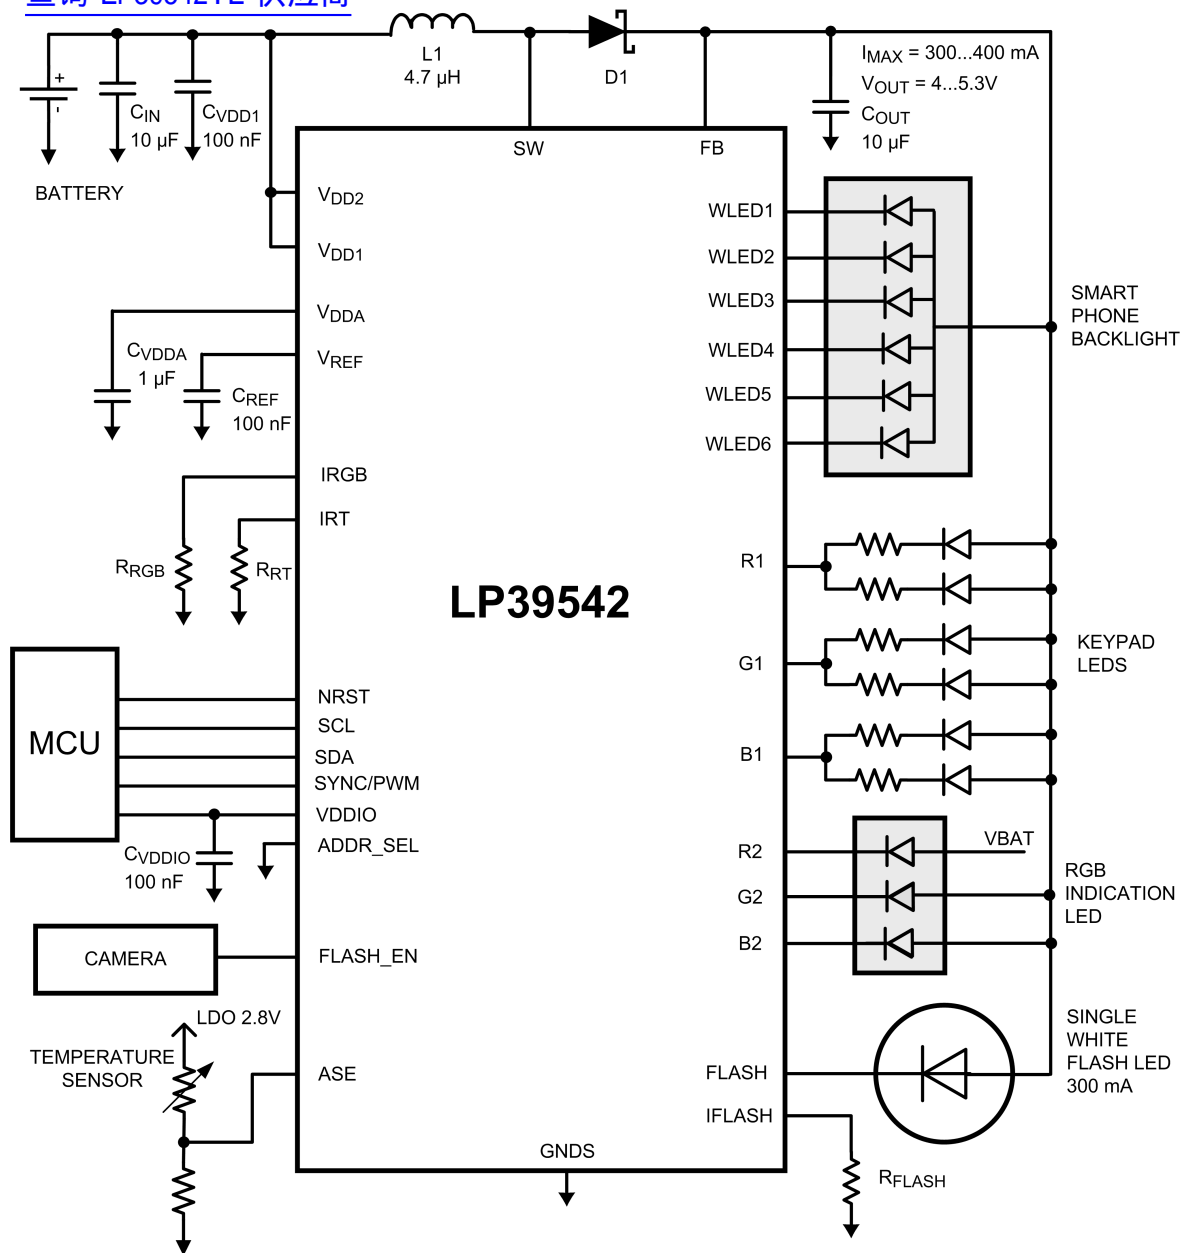 L1
4.7 µH
D1
IMAX = 300...400 mA
VOUT = 4...5.3V
COUT
10 µF
+
-
CIN
10 µF
CVDD1
100 nF
BATTERY
SW
FB
VDD2
VDD1
VDDA
VREF
CVDDA
1 µF
CREF
100 nF
IRGB
IRT
RRGB
RRT
LP39542
WLED1
WLED2
WLED3
WLED4
WLED5
WLED6
SMART
PHONE
BACKLIGHT
R1
G1
B1
KEYPAD
LEDS
MCU
NRST
SCL
SDA
SYNC/PWM
VDDIO
ADDR_SEL
CVDDIO
100 nF
R2
G2
B2
VBAT
RGB
INDICATION
LED
CAMERA
FLASH_EN
LDO 2.8V
TEMPERATURE
SENSOR
ASE
FLASH
IFLASH
SINGLE
WHITE
FLASH LED
300 mA
GNDS
RFLASH